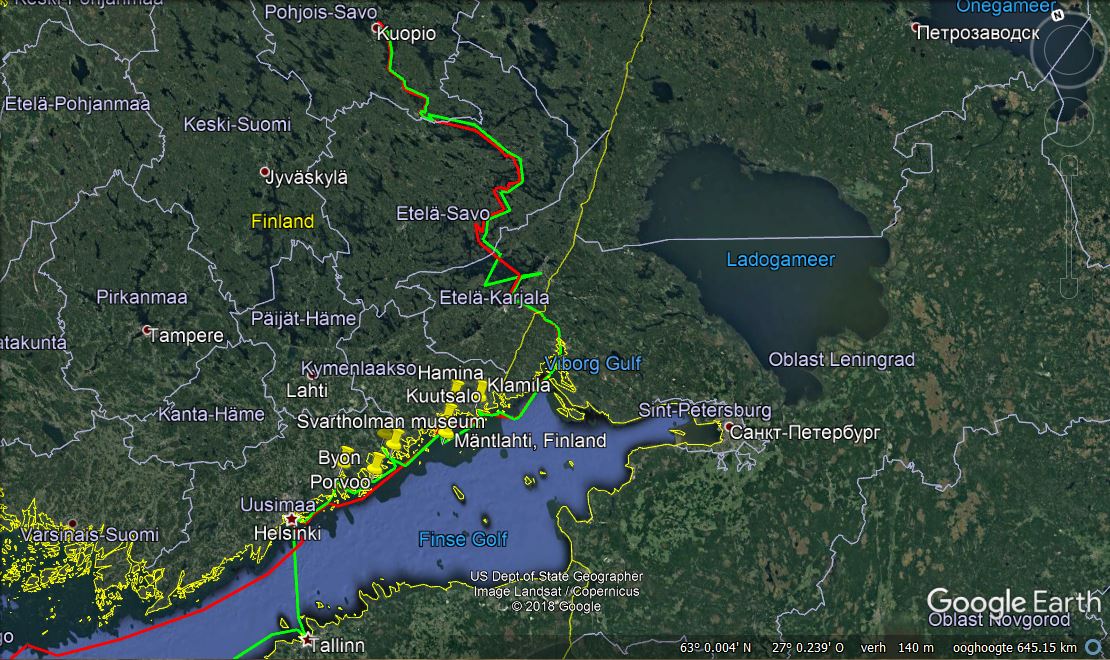 Keski-Pohjanmaa
Pohjois-Savo
Onegameer
N
Kuopio
Петрозаводск
Etelä-Pohjanmaa
Keski-Suomi
Jyväskylä
Etelä-Savo
Finland
Ladogameer
Pirkanmaa
Etelä-Karjala
Päijät-Häme
Tampere
atakunta
Viborg Gulf
Oblast Leningrad
Kymenlaakso
Hamina
Lahti
Klamila
Kuutsalo
Kanta-Häme
Sint-Petersburg
Svartholman museum
Санкт-Петербург
Mäntlahti, Finland
Byon
Porvoo
Uusimaa
Helsinki
Varsinais-Suomi
Finse Golf
US Dept of State Geographer
Image Landsat / Copernicus
© 2018 Google
Google Earth
Oblast Novgorod
go
Tallinn
63° 0.004' N 27° 0.239' O verh 140 m ooghoogte 645.15 km